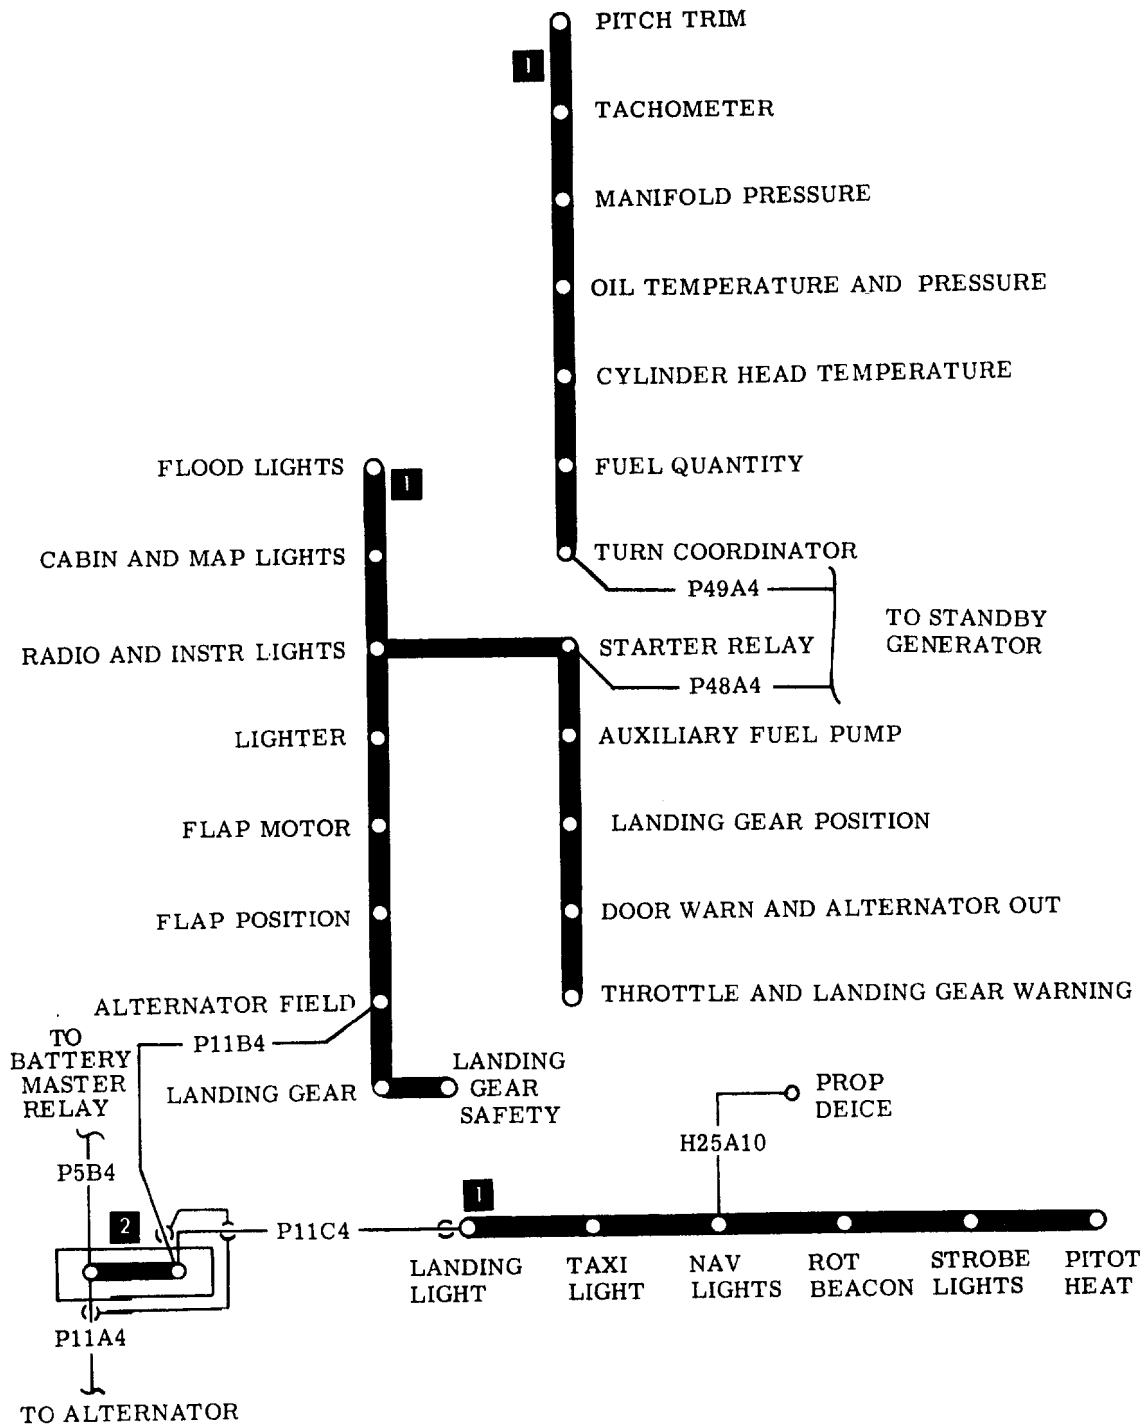 PITCH TRIM
1
TACHOMETER
MANIFOLD PRESSURE
OIL TEMPERATURE AND PRESSURE
CYLINDER HEAD TEMPERATURE
FUEL QUANTITY
TURN COORDINATOR
P49A4
TO STANDBY
GENERATOR
STARTER RELAY
P48A4
AUXILIARY FUEL PUMP
LANDING GEAR POSITION
DOOR WARN AND ALTERNATOR OUT
THROTTLE AND LANDING GEAR WARNING
FLOOD LIGHTS
1
CABIN AND MAP LIGHTS
RADIO AND INSTR LIGHTS
LIGHTER
FLAP MOTOR
FLAP POSITION
ALTERNATOR FIELD
P11B4
LANDING GEAR
LANDING
GEAR
SAFETY
TO
BATTERY
MASTER
RELAY
P5B4
2
P11A4
TO ALTERNATOR
P11C4
PROP
DEICE
H25A10
1
LANDING
LIGHT
TAXI
LIGHT
NAV
LIGHTS
ROT
BEACON
STROBE
LIGHTS
PITOT
HEAT